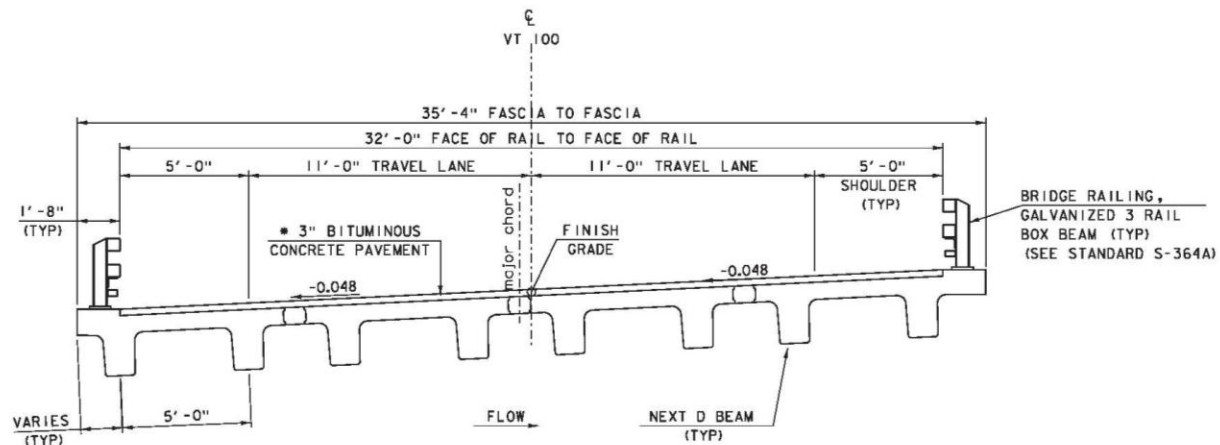 ℄
VT 100
35'-4" FASCIA TO FASCIA
32'-0" FACE OF RAIL TO FACE OF RAIL
5'-0"
11'-0" TRAVEL LANE
11'-0" TRAVEL LANE
5'-0"
SHOULDER
(TYP)
1'-8"
(TYP)
* 3" BITUMINOUS
CONCRETE PAVEMENT
major chord
FINISH
GRADE
BRIDGE RAILING,
GALVANIZED 3 RAIL
BOX BEAM (TYP)
(SEE STANDARD S-364A)
-0.048
-0.048
VARIES
(TYP)
5'-0"
FLOW
NEXT D BEAM
(TYP)